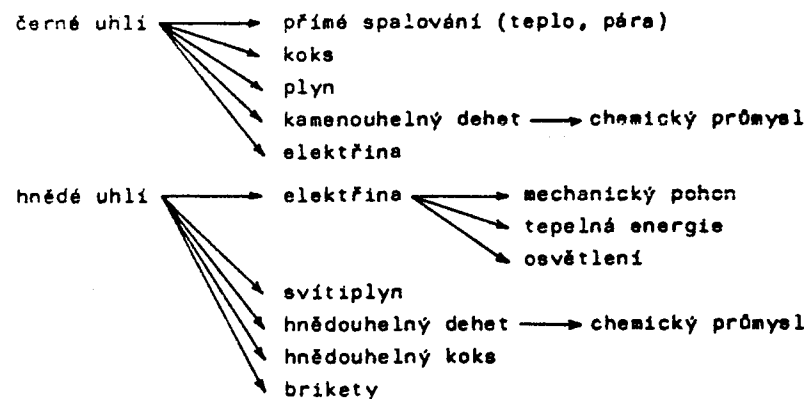 černé uhlí přímé spalování (teplo, pára)
koks
plyn
kamenouhelný dehet chemický průmysl
elektřina
hnědé uhlí elektřina mechanický pohon
tepelná energie
osvětlení
svítiplyn
hnědouhelný dehet chemický průmysl
hnědouhelný koks
brikety